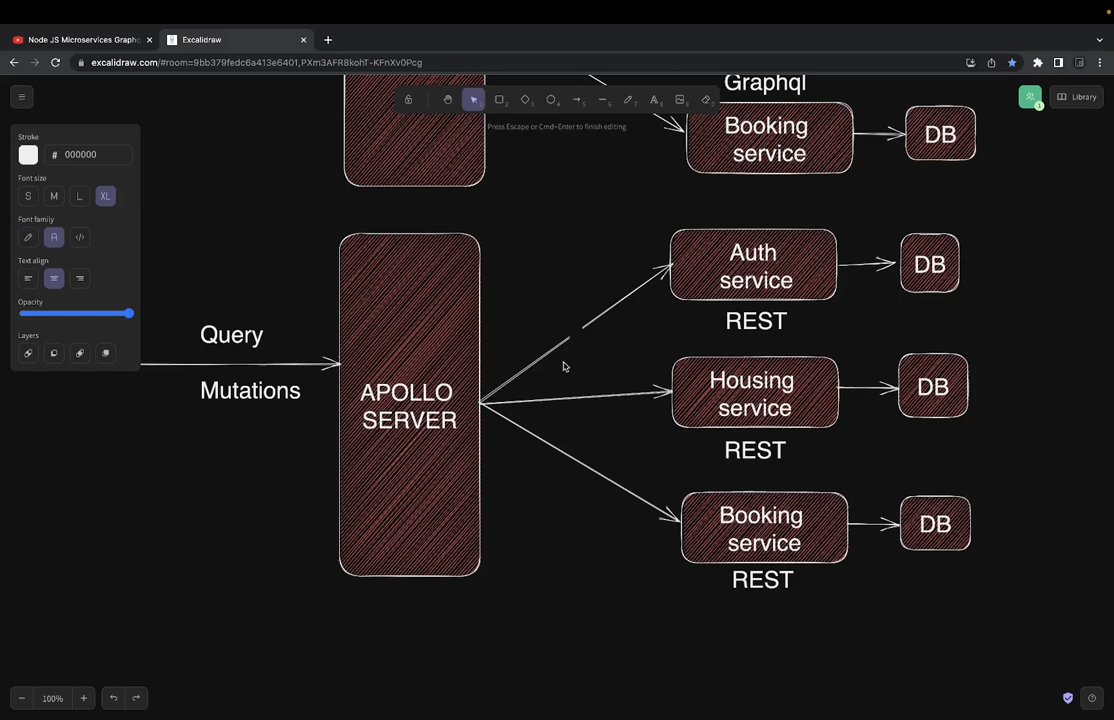 Node JS Microservices Graphq
Excalidraw
excalidraw.com/#room=9bb379fedc6a413e6401,PXm3AFR8kohT-KFnXv0Pcg
Library
Press Escape or Cmd+Enter to finish editing
Stroke
# 000000
Font size
S M L XL
Font family
A </>
Text align
Opacity
Layers
Graphql
Booking
service
DB
Auth
service
DB
REST
Query
Mutations
APOLLO
SERVER
Housing
service
DB
REST
Booking
service
DB
REST
100%